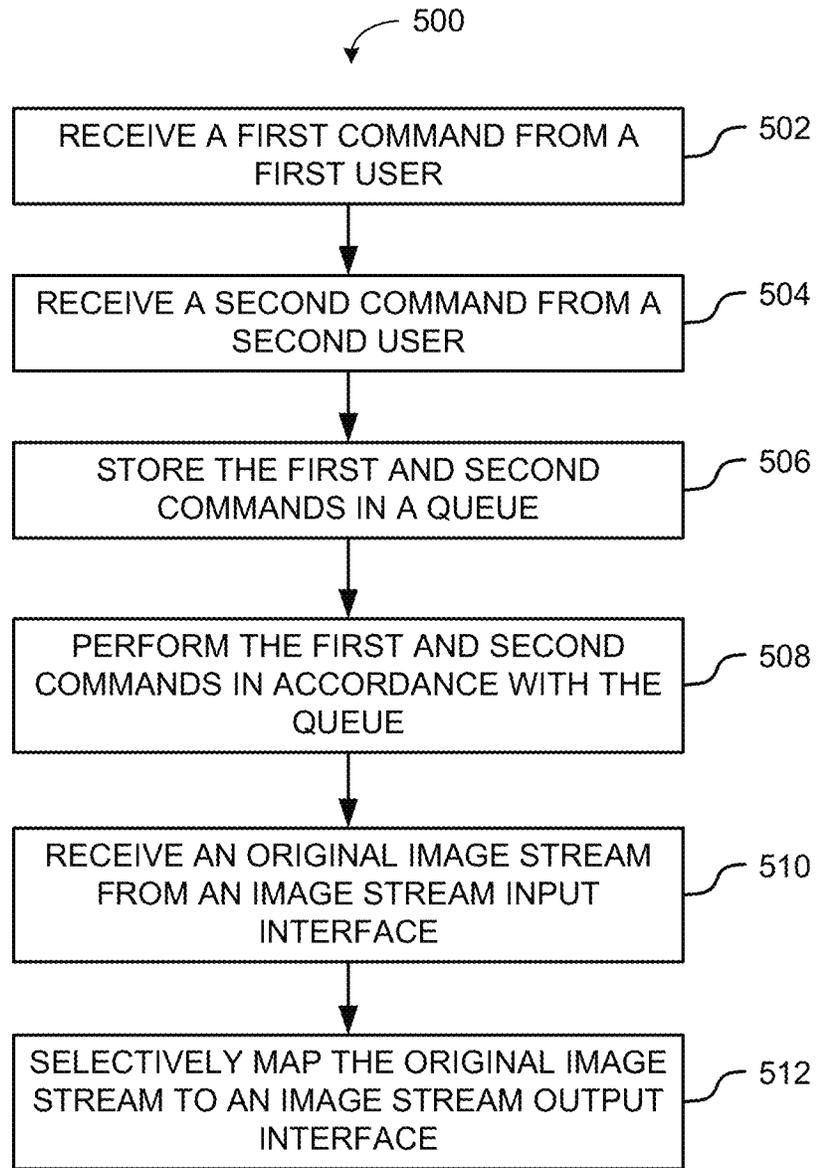 500
RECEIVE A FIRST COMMAND FROM A
FIRST USER
502
RECEIVE A SECOND COMMAND FROM A
SECOND USER
504
STORE THE FIRST AND SECOND
COMMANDS IN A QUEUE
506
PERFORM THE FIRST AND SECOND
COMMANDS IN ACCORDANCE WITH THE
QUEUE
508
RECEIVE AN ORIGINAL IMAGE STREAM
FROM AN IMAGE STREAM INPUT
INTERFACE
510
SELECTIVELY MAP THE ORIGINAL IMAGE
STREAM TO AN IMAGE STREAM OUTPUT
INTERFACE
512